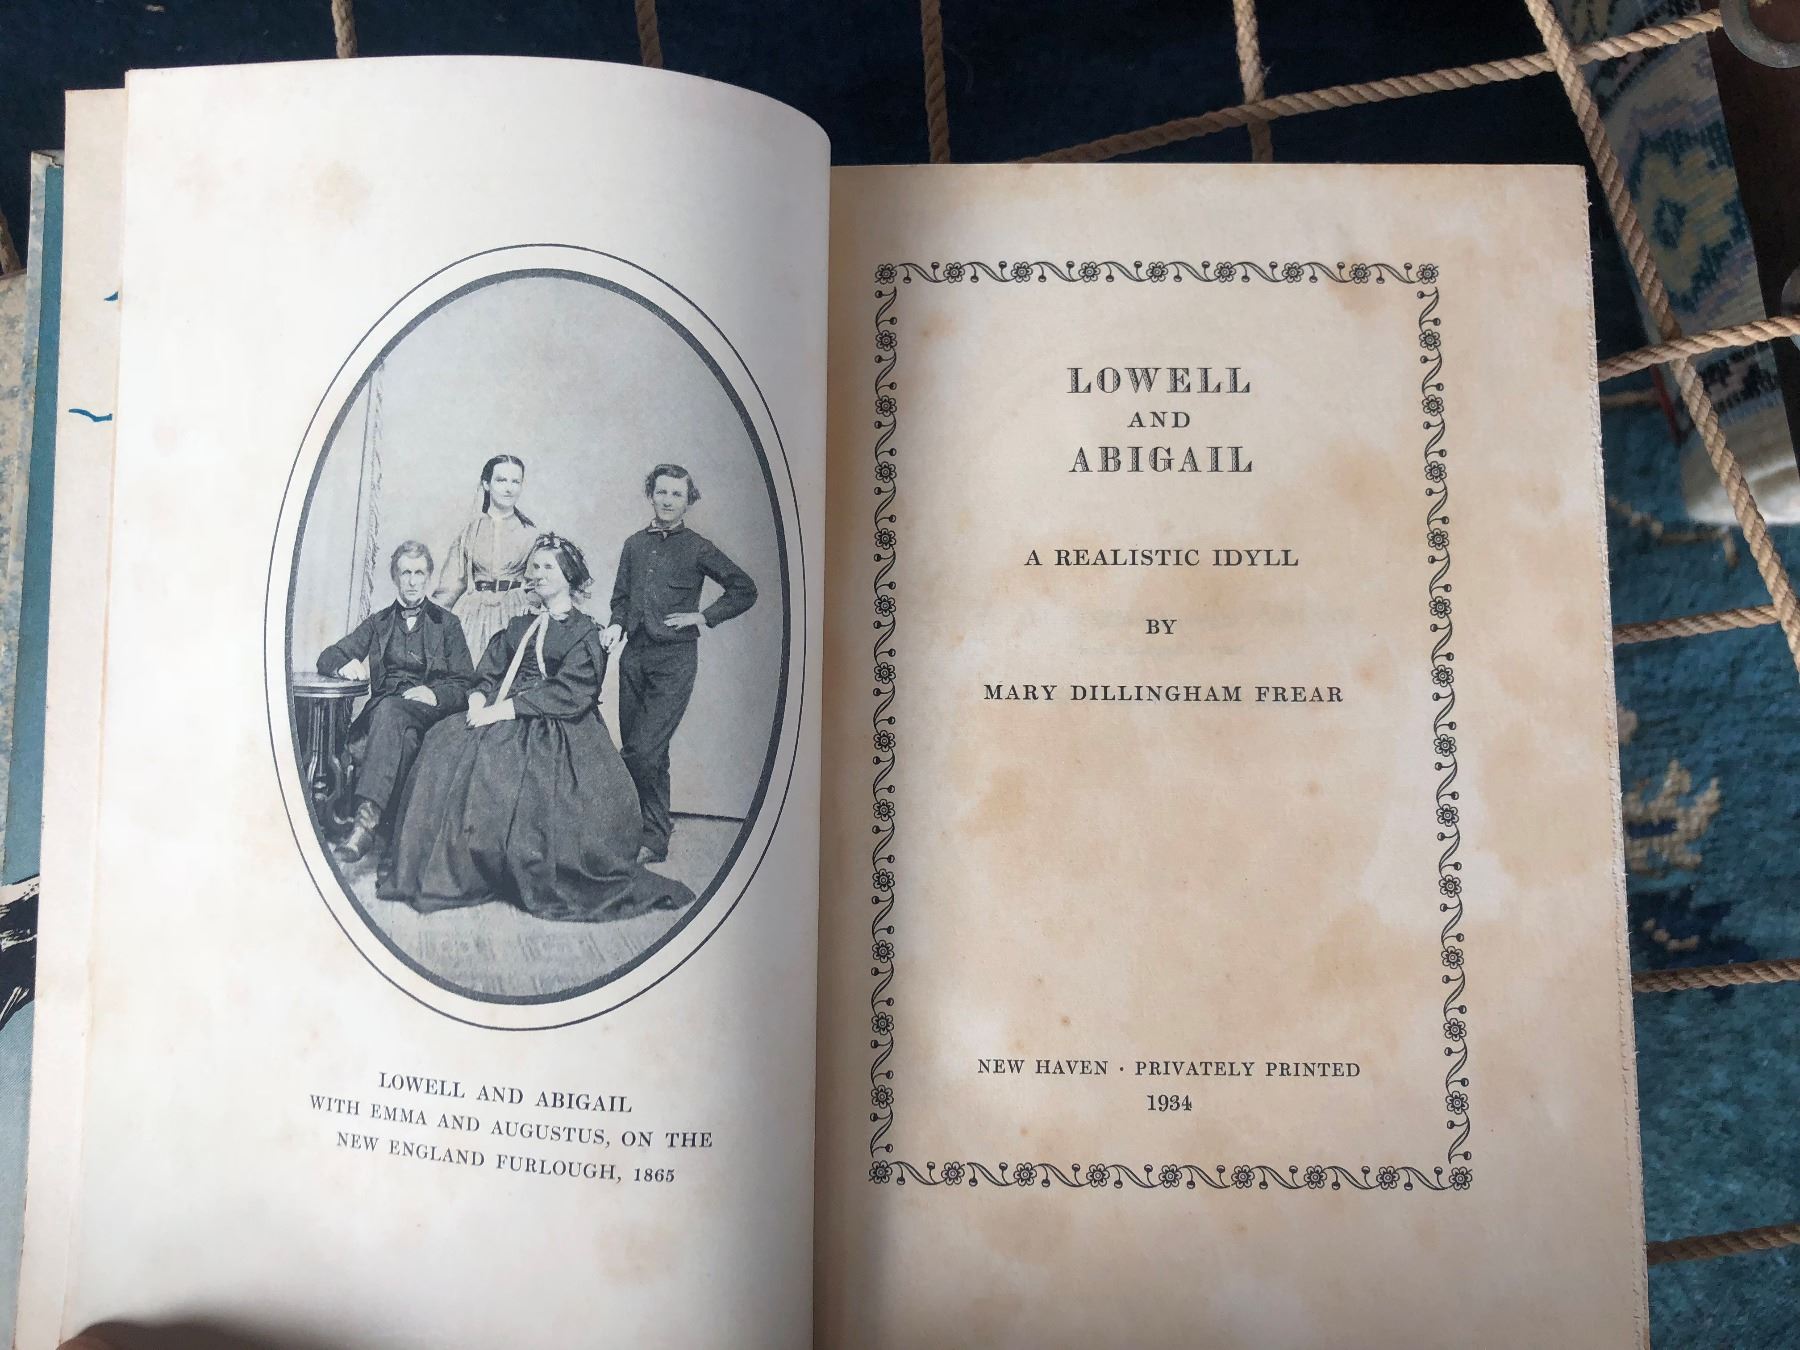 LOWELL AND ABIGAIL
WITH EMMA AND AUGUSTUS, ON THE
NEW ENGLAND FURLOUGH, 1865
LOWELL
AND
ABIGAIL
A REALISTIC IDYLL
BY
MARY DILLINGHAM FREAR
NEW HAVEN · PRIVATELY PRINTED
1934